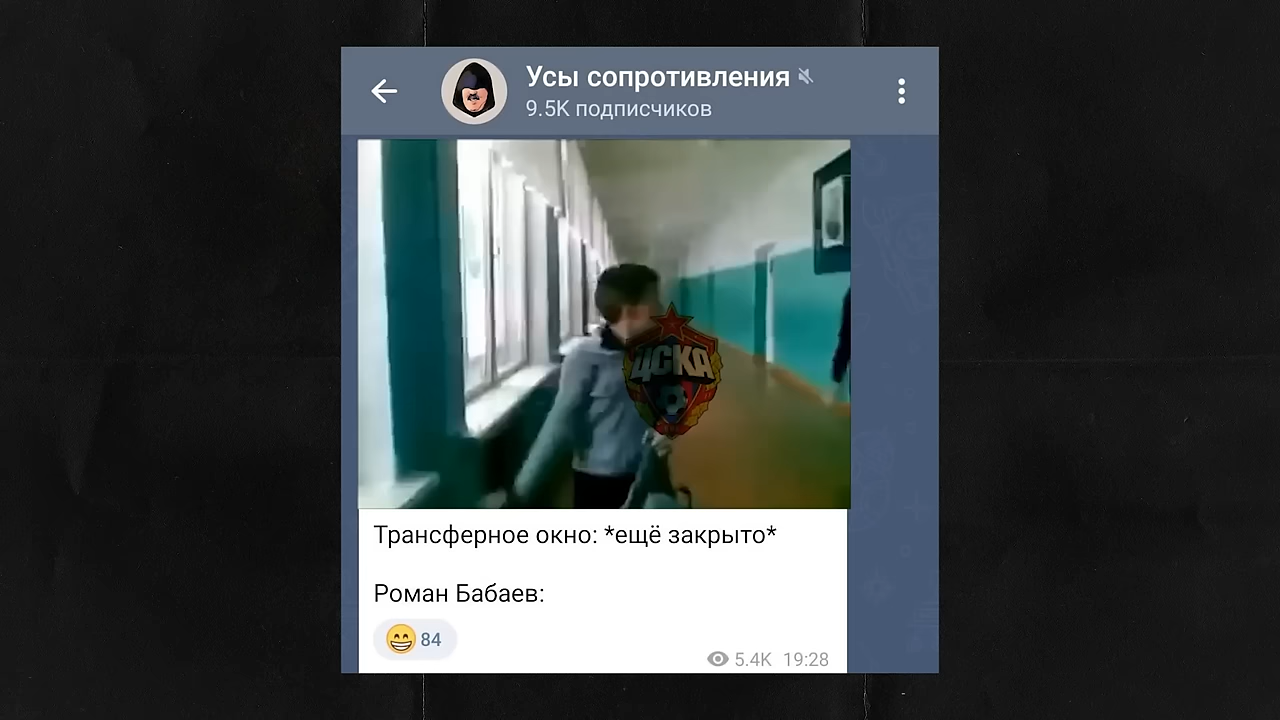 Усы сопротивления
9.5K подписчиков
ЦСКА
Трансферное окно: *ещё закрыто*
Роман Бабаев:
84
5.4K 19:28